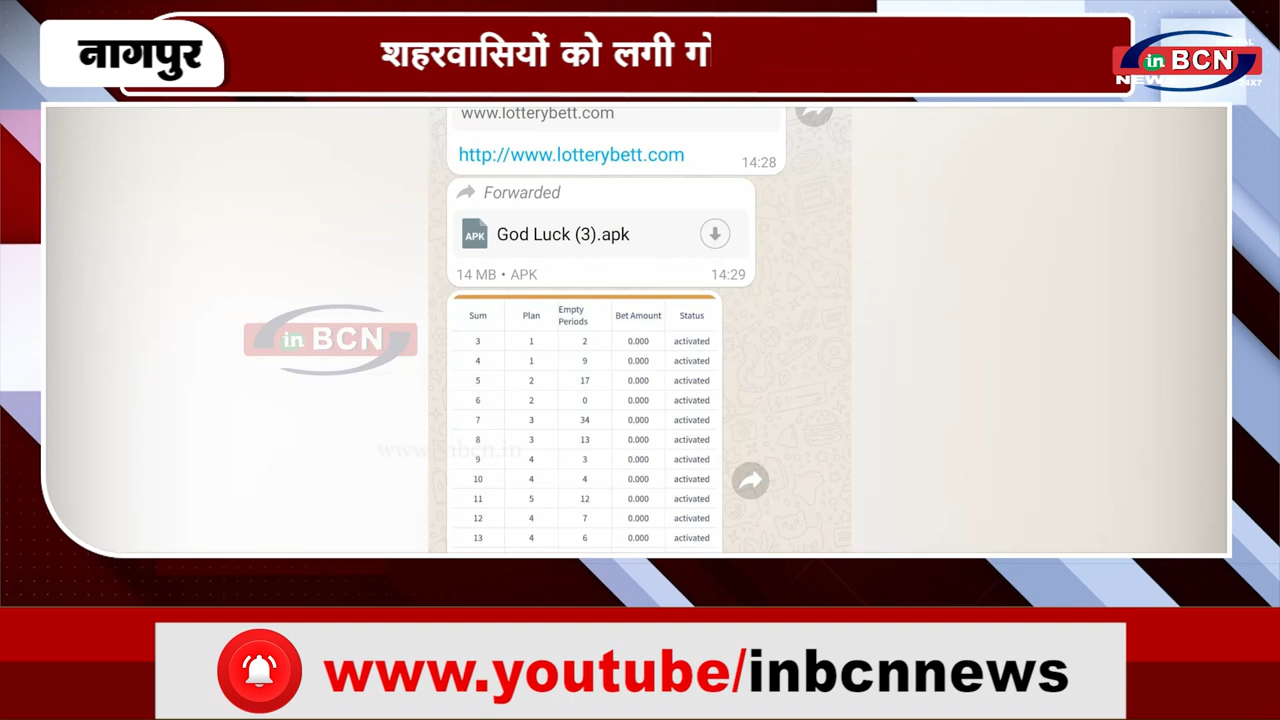 नागपुर
शहरवासियों को लगी गो
in BCN
NEWS
24X7
www.lotterybett.com
http://www.lotterybett.com
14:28
Forwarded
APK
God Luck (3).apk
14 MB • APK
14:29
Sum Plan Empty Periods Bet Amount Status
3 1 2 0.000 activated
4 1 9 0.000 activated
5 2 17 0.000 activated
6 2 0 0.000 activated
7 3 34 0.000 activated
8 3 13 0.000 activated
9 4 3 0.000 activated
10 4 4 0.000 activated
11 5 12 0.000 activated
12 4 7 0.000 activated
13 4 6 0.000 activated
in BCN
www.inbcn.in
www.youtube/inbcnnews